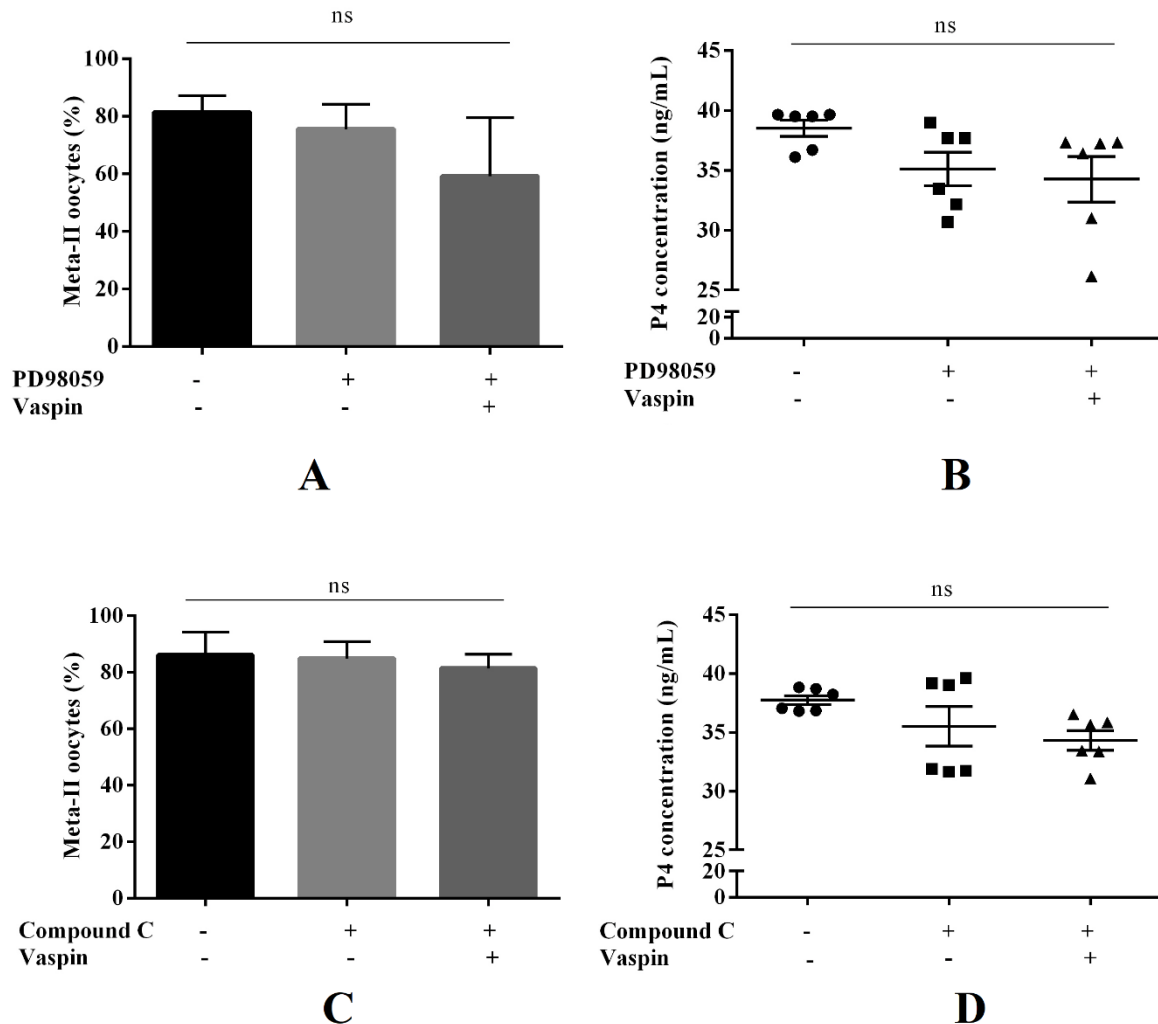 ns
Meta-II oocytes (%)
100
80
60
40
20
0
PD98059 - + +
Vaspin - - +
A
ns
P4 concentration (ng/mL)
45
40
35
30
25
20
0
PD98059 - + +
Vaspin - - +
B
ns
Meta-II oocytes (%)
100
80
60
40
20
0
Compound C - + +
Vaspin - - +
C
ns
P4 concentration (ng/mL)
45
40
35
30
25
20
0
Compound C - + +
Vaspin - - +
D